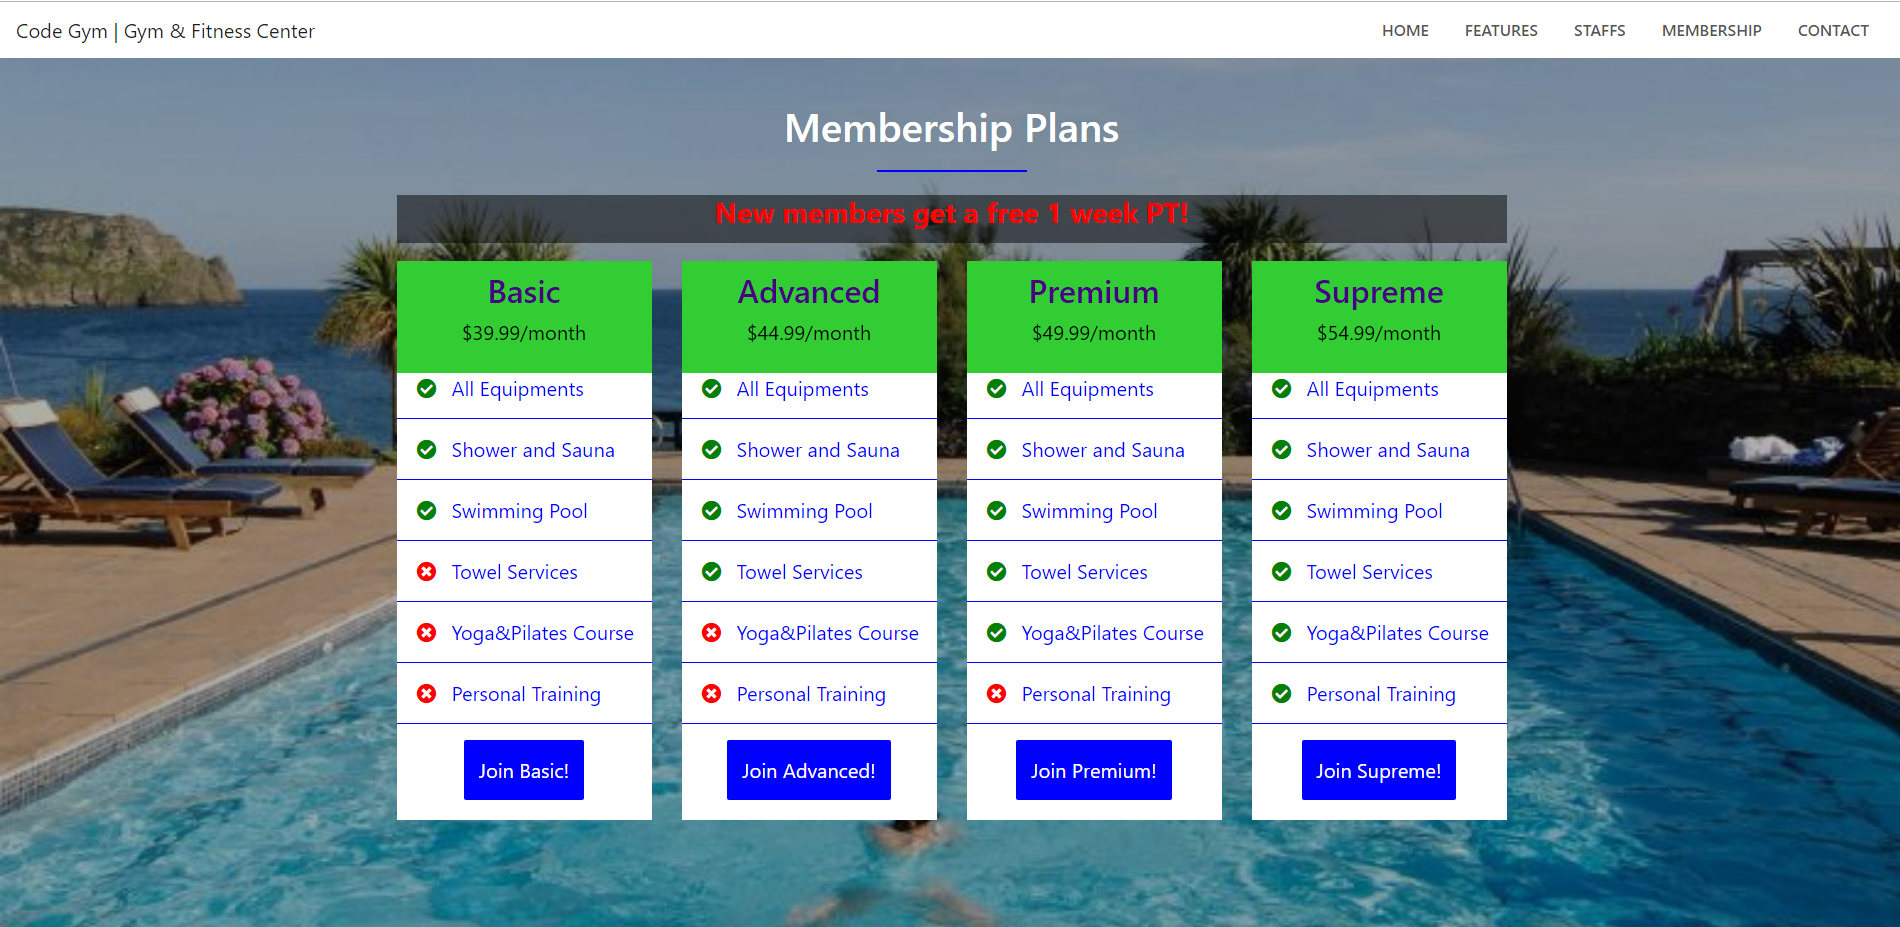 Code Gym | Gym & Fitness Center
HOME FEATURES STAFFS MEMBERSHIP CONTACT
Membership Plans
New members get a free 1 week PT!
Basic
$39.99/month
All Equipments
Shower and Sauna
Swimming Pool
Towel Services
Yoga&Pilates Course
Personal Training
Join Basic!
Advanced
$44.99/month
All Equipments
Shower and Sauna
Swimming Pool
Towel Services
Yoga&Pilates Course
Personal Training
Join Advanced!
Premium
$49.99/month
All Equipments
Shower and Sauna
Swimming Pool
Towel Services
Yoga&Pilates Course
Personal Training
Join Premium!
Supreme
$54.99/month
All Equipments
Shower and Sauna
Swimming Pool
Towel Services
Yoga&Pilates Course
Personal Training
Join Supreme!